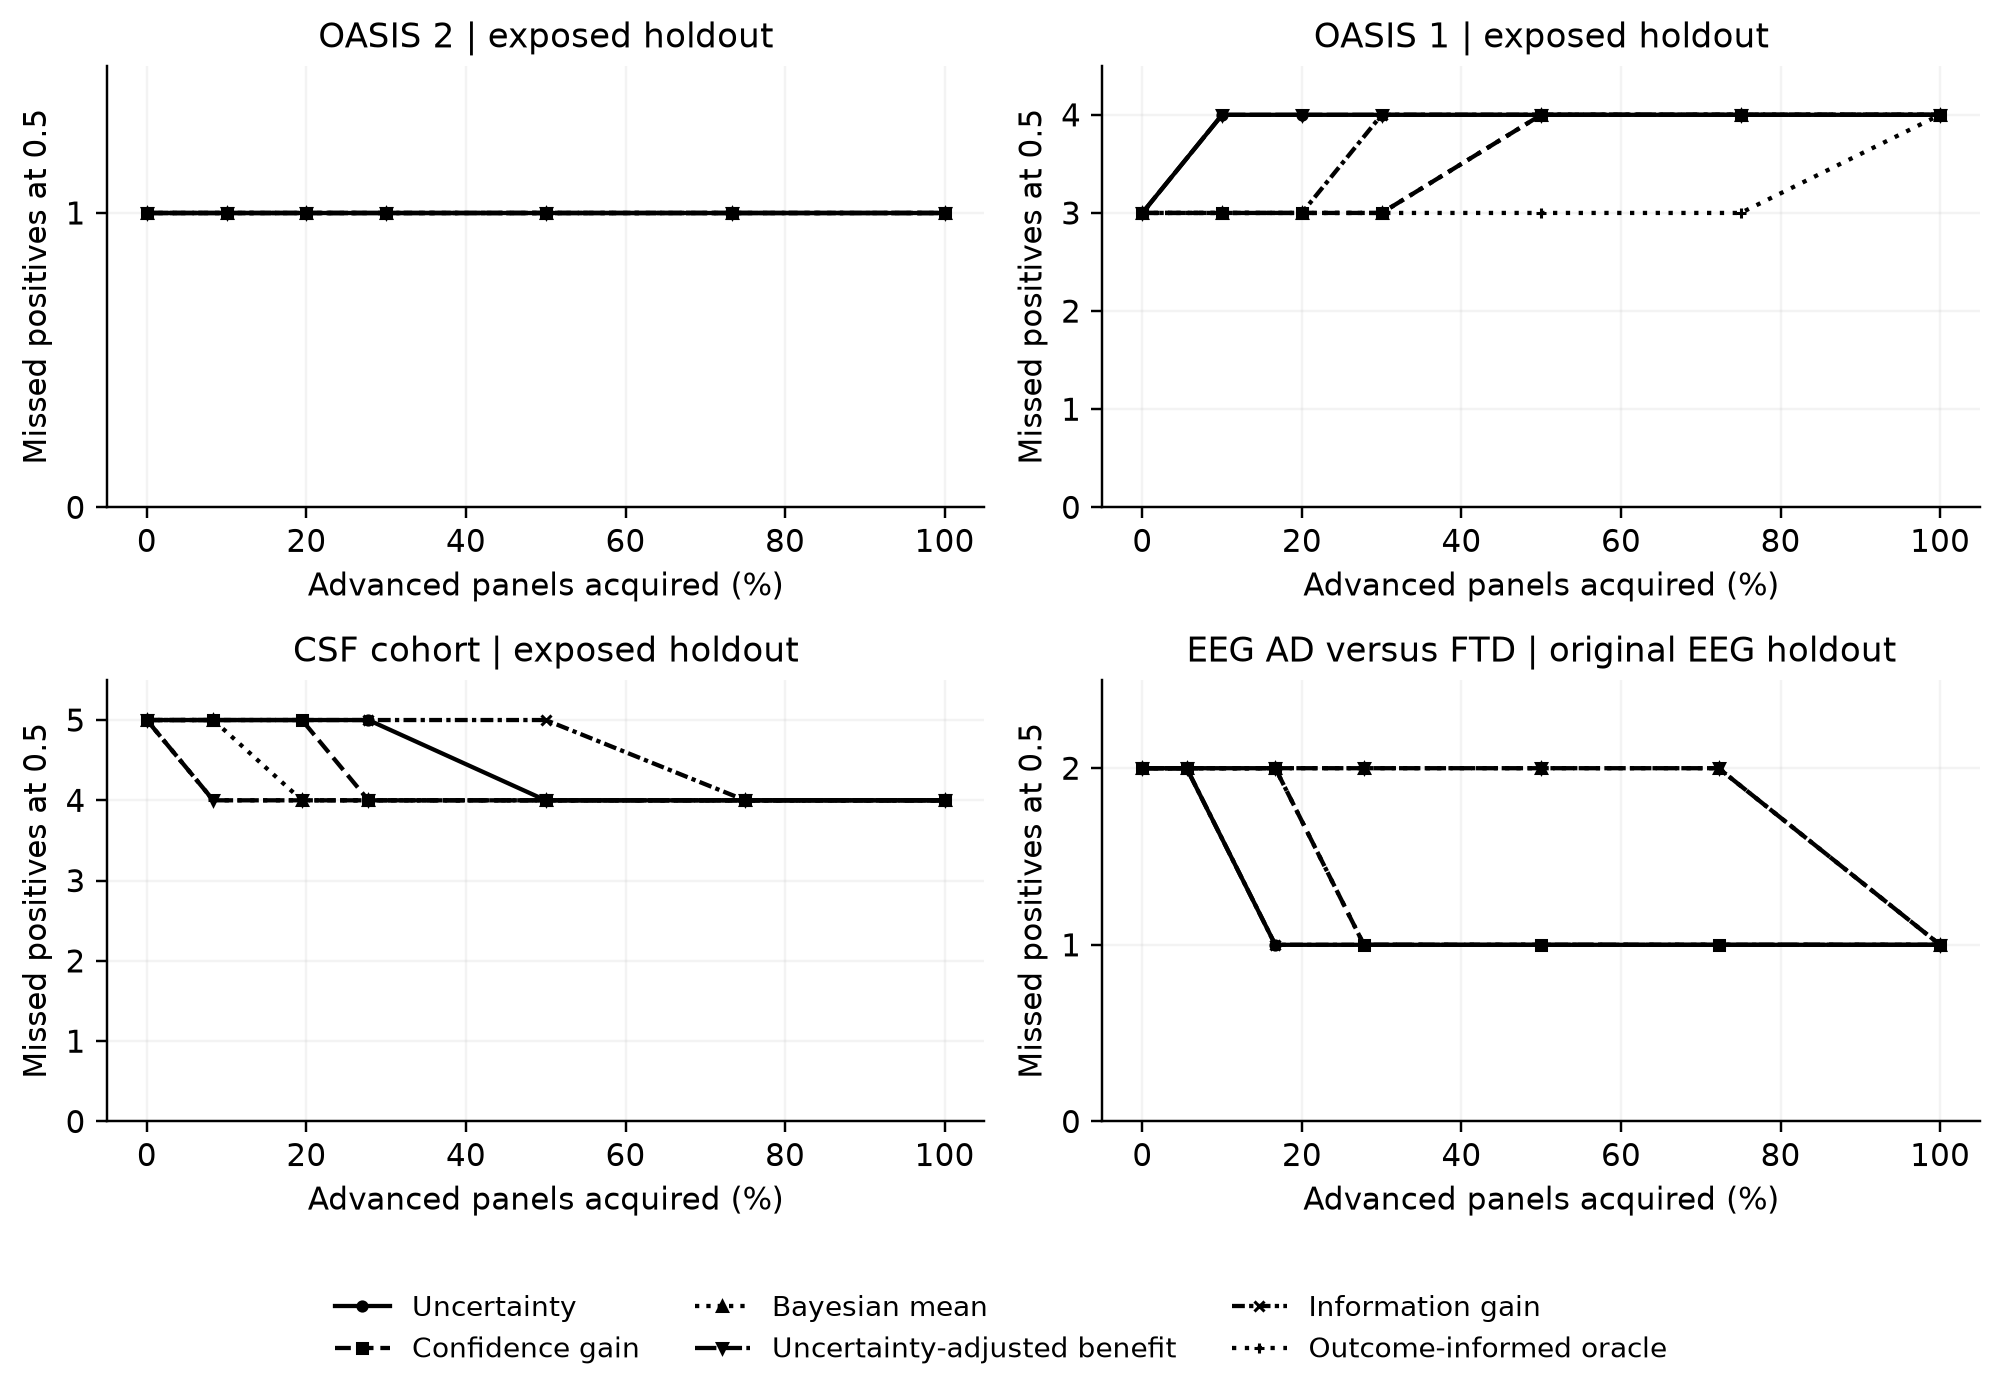 OASIS 2 | exposed holdout
Missed positives at 0.5
1
0
0 20 40 60 80 100
Advanced panels acquired (%)
OASIS 1 | exposed holdout
Missed positives at 0.5
4
3
2
1
0
0 20 40 60 80 100
Advanced panels acquired (%)
CSF cohort | exposed holdout
Missed positives at 0.5
5
4
3
2
1
0
0 20 40 60 80 100
Advanced panels acquired (%)
EEG AD versus FTD | original EEG holdout
Missed positives at 0.5
2
1
0
0 20 40 60 80 100
Advanced panels acquired (%)
Uncertainty
Confidence gain
Bayesian mean
Uncertainty-adjusted benefit
Information gain
Outcome-informed oracle